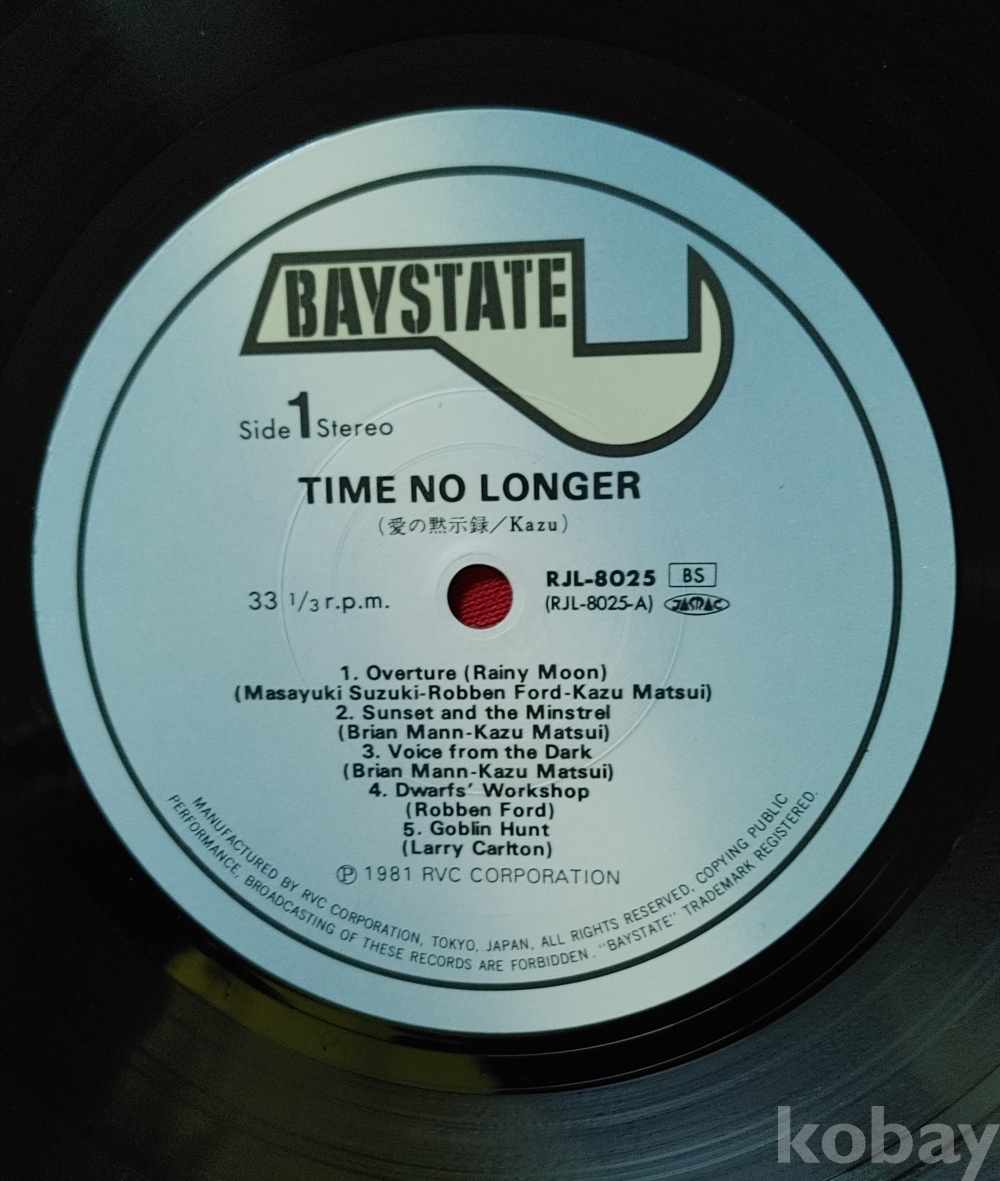 BAYSTATE
Side 1 Stereo
TIME NO LONGER
(愛の黙示録/Kazu)
33 1/3 r.p.m.
RJL-8025 BS
(RJL-8025-A) JASRAC
1. Overture (Rainy Moon)
(Masayuki Suzuki-Robben Ford-Kazu Matsui)
2. Sunset and the Minstrel
(Brian Mann-Kazu Matsui)
3. Voice from the Dark
(Brian Mann-Kazu Matsui)
4. Dwarfs' Workshop
(Robben Ford)
5. Goblin Hunt
(Larry Carlton)
℗ 1981 RVC CORPORATION
MANUFACTURED BY RVC CORPORATION, TOKYO, JAPAN, ALL RIGHTS RESERVED, COPYING PUBLIC
PERFORMANCE, BROADCASTING OF THESE RECORDS ARE FORBIDDEN. "BAYSTATE" TRADEMARK REGISTERED.
kobay